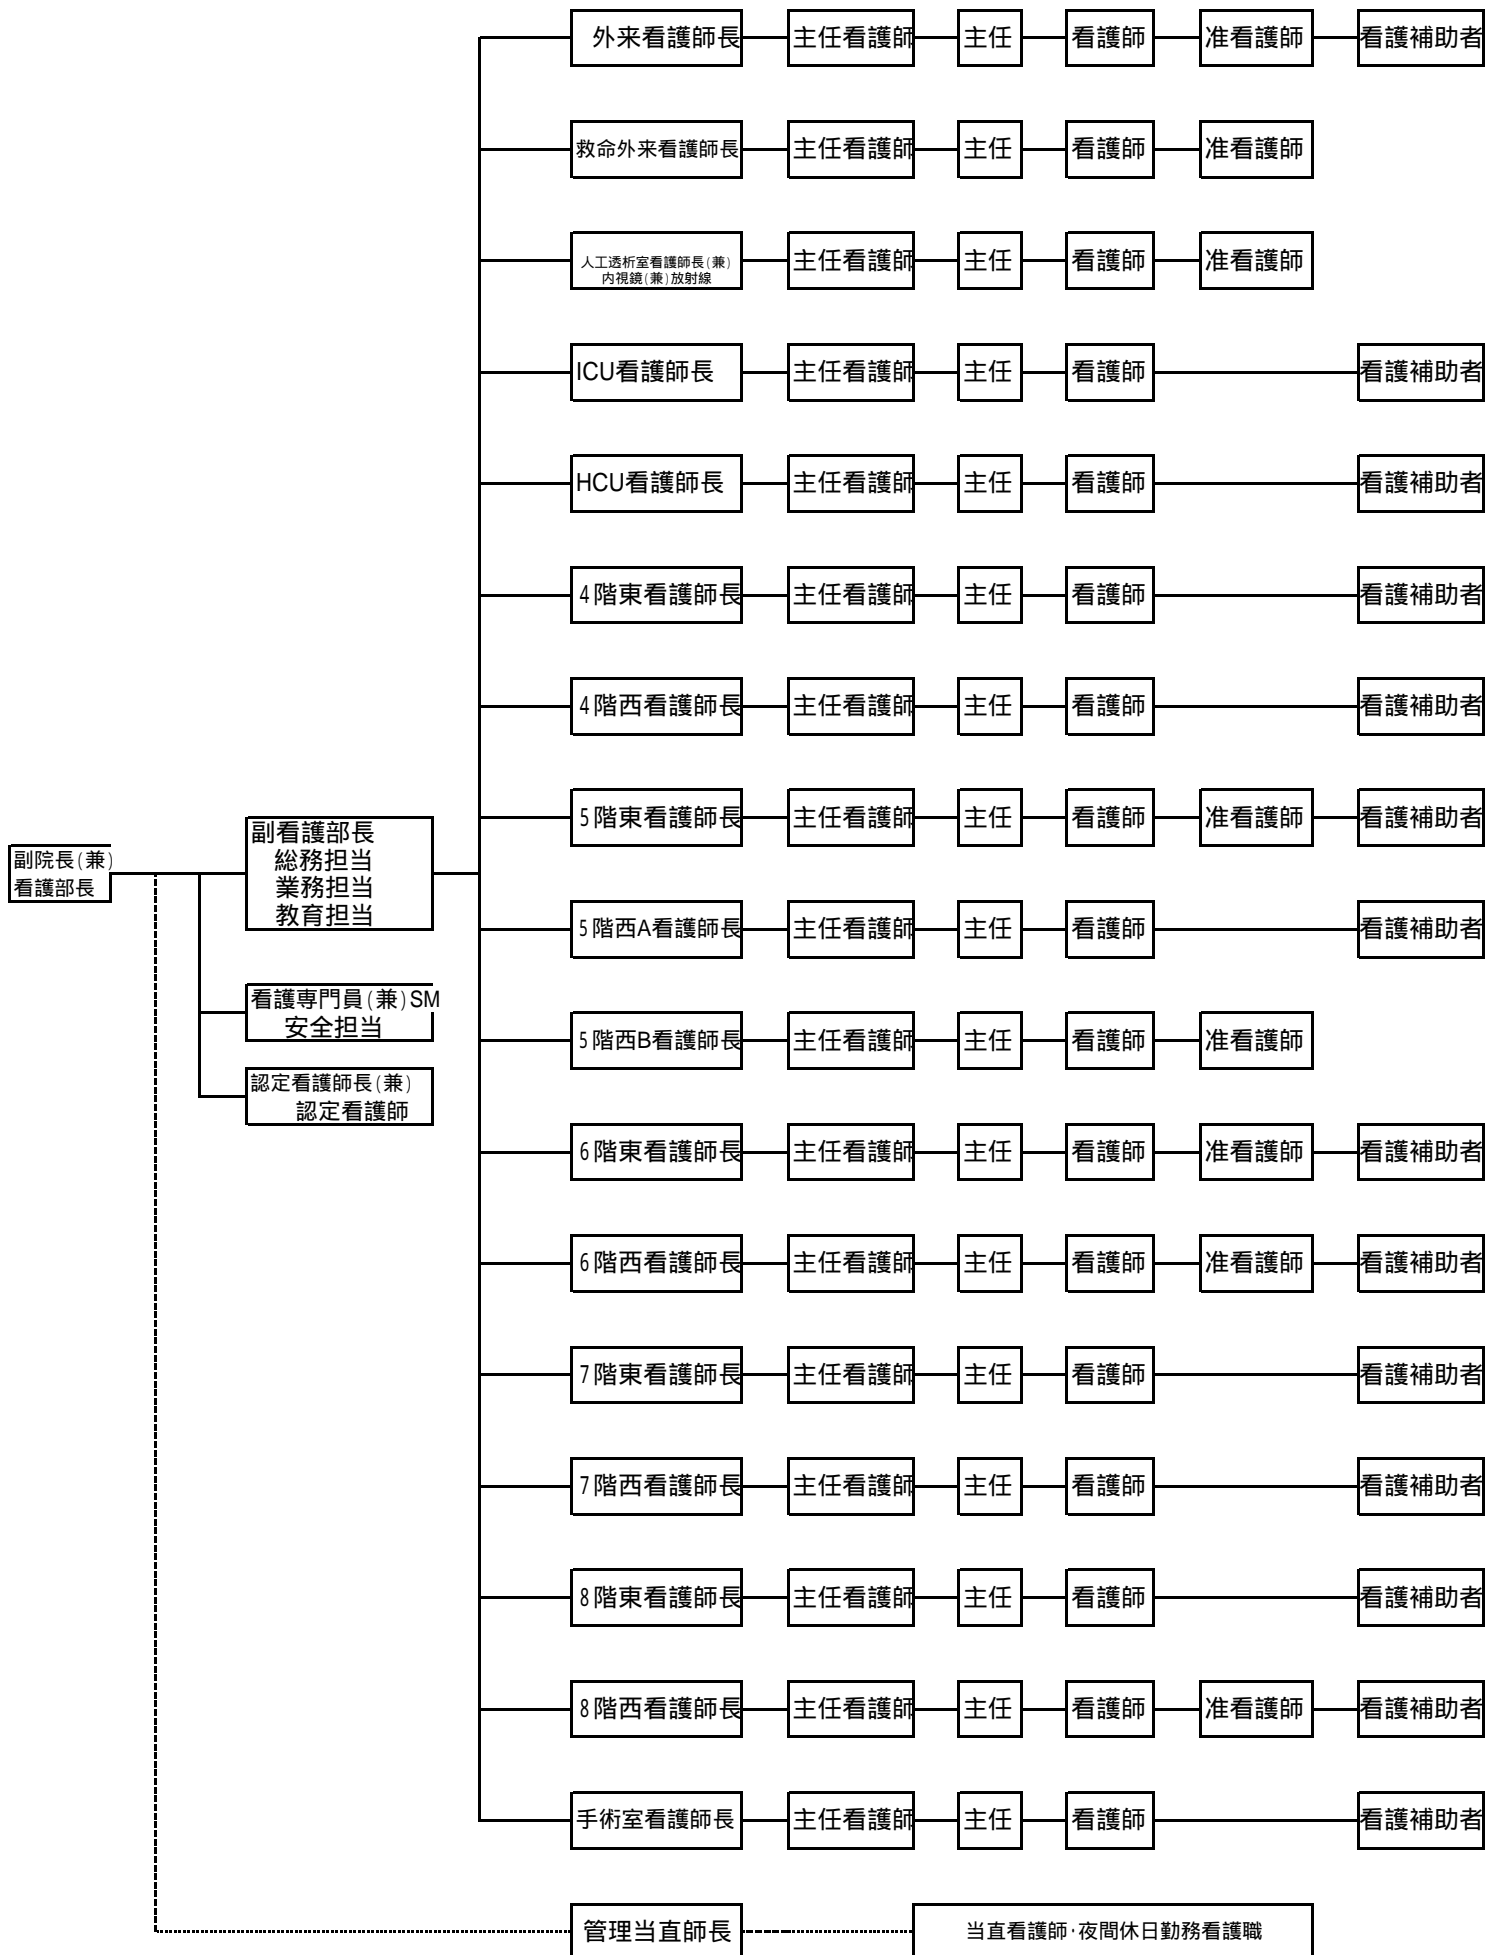 外来看護師長 主任看護師 主任 看護師 准看護師 看護補助者
救命外来看護師長 主任看護師 主任 看護師 准看護師
人工透析室看護師長(兼)
内視鏡(兼)放射線
主任看護師 主任 看護師 准看護師
ICU看護師長 主任看護師 主任 看護師 看護補助者
HCU看護師長 主任看護師 主任 看護師 看護補助者
4階東看護師長 主任看護師 主任 看護師 看護補助者
4階西看護師長 主任看護師 主任 看護師 看護補助者
5階東看護師長 主任看護師 主任 看護師 准看護師 看護補助者
副院長(兼)
看護部長
副看護部長
総務担当
業務担当
教育担当
5階西A看護師長 主任看護師 主任 看護師 看護補助者
看護専門員(兼)SM
安全担当
5階西B看護師長 主任看護師 主任 看護師 准看護師
認定看護師長(兼)
認定看護師
6階東看護師長 主任看護師 主任 看護師 准看護師 看護補助者
6階西看護師長 主任看護師 主任 看護師 准看護師 看護補助者
7階東看護師長 主任看護師 主任 看護師 看護補助者
7階西看護師長 主任看護師 主任 看護師 看護補助者
8階東看護師長 主任看護師 主任 看護師 看護補助者
8階西看護師長 主任看護師 主任 看護師 准看護師 看護補助者
手術室看護師長 主任看護師 主任 看護師 看護補助者
管理当直師長 当直看護師·夜間休日勤務看護職